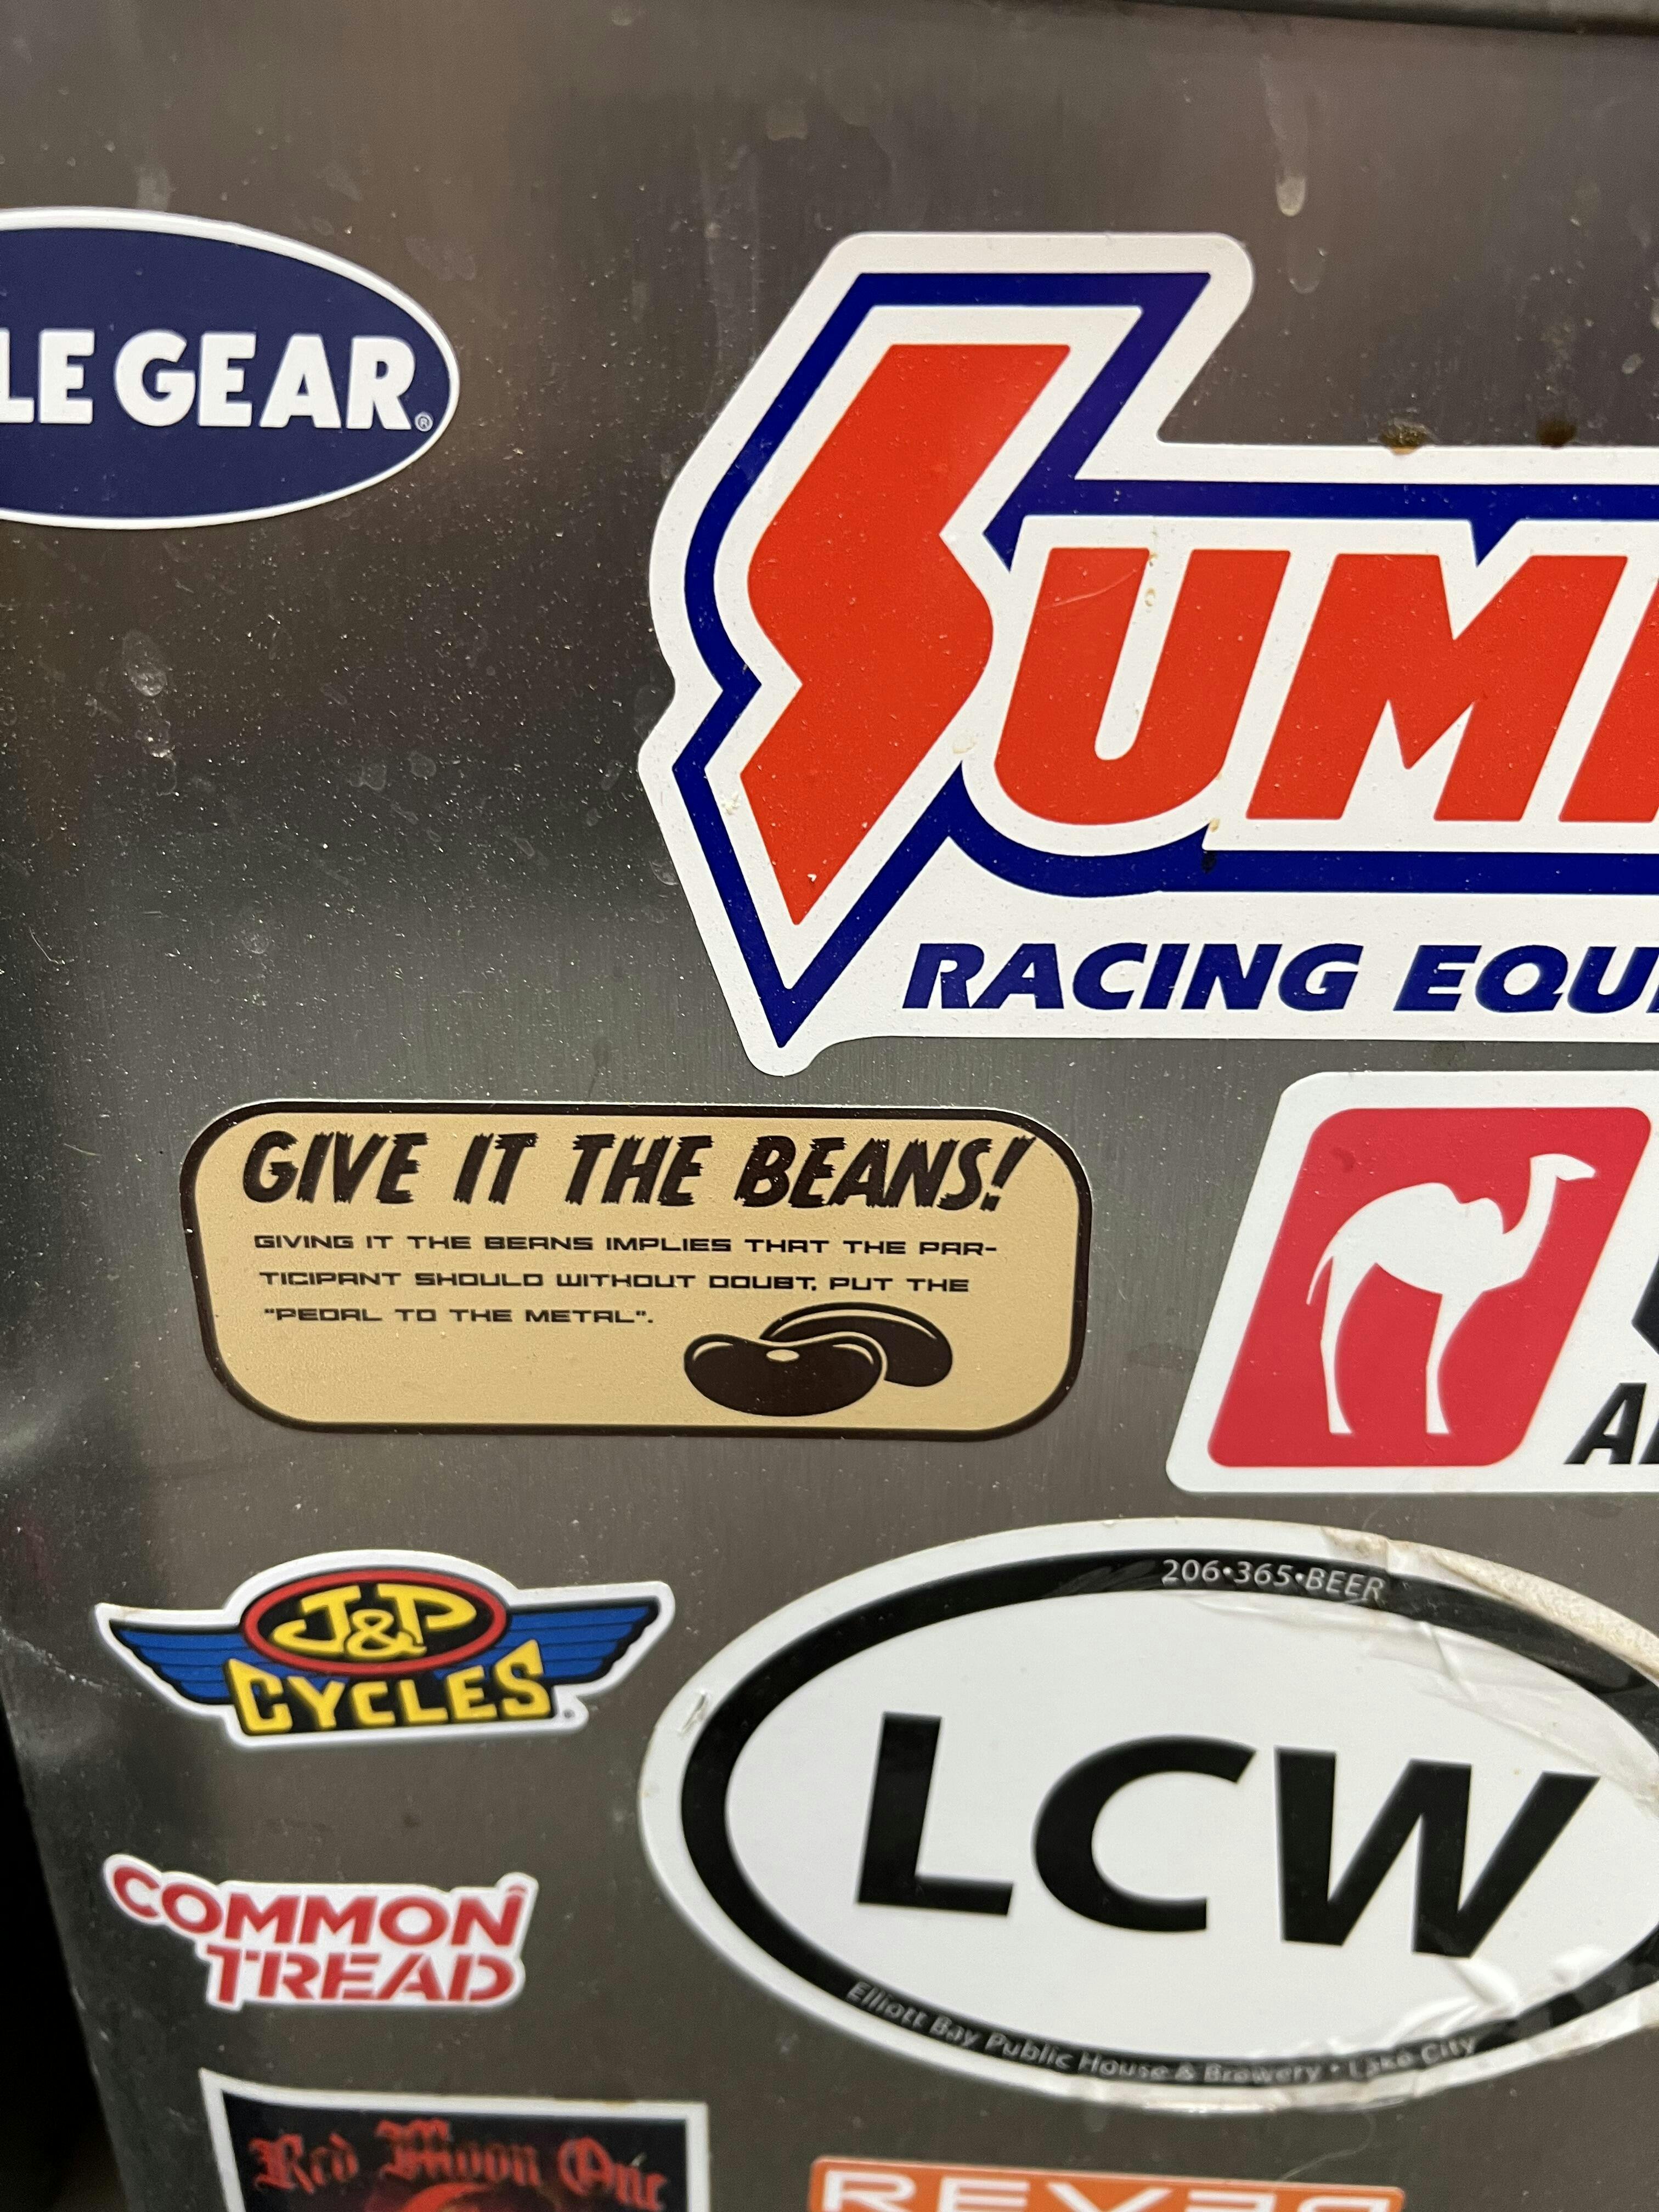 LE GEAR®
SUM
RACING EQU
GIVE IT THE BEANS!
GIVING IT THE BEANS IMPLIES THAT THE PAR-
TICIPANT SHOULD WITHOUT DOUBT, PUT THE
"PEDAL TO THE METAL".
J&P
CYCLES
206•365•BEER
LCW
Elliott Bay Public House & Brewery • Lake City
COMMON
TREAD
Red Moon One